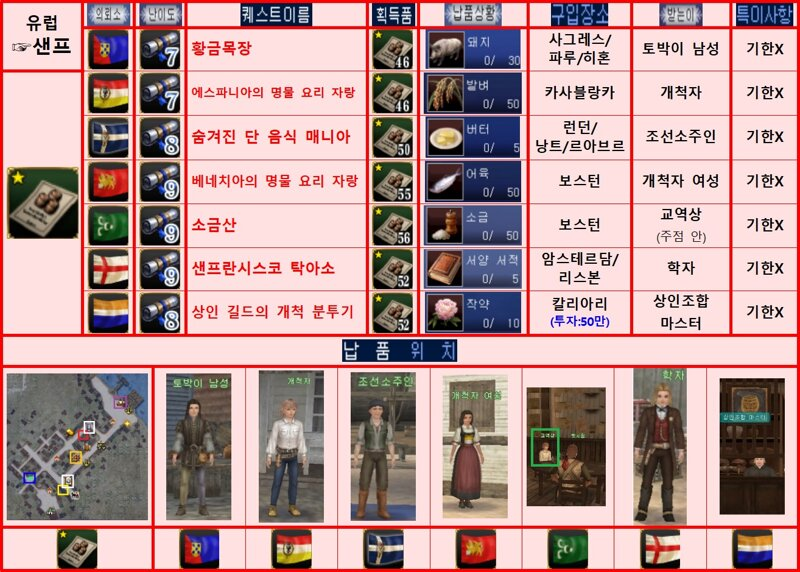 유럽
☞샌프
의뢰소 난이도 퀘스트이름 획득품 납품상황 구입장소 받는이 특이사항
7 황금목장 46 돼지 0/ 30 사그레스/ 파루/히혼 토박이 남성 기한X
7 에스파니아의 명물 요리 자랑 46 쌀벼 0/ 50 카사블랑카 개척자 기한X
8 숨겨진 단 음식 매니아 50 버터 0/ 5 런던/ 낭트/르아브르 조선소주인 기한X
9 베네치아의 명물 요리 자랑 55 어육 0/ 50 보스턴 개척자 여성 기한X
9 소금산 56 소금 0/ 50 보스턴 교역상 (주점 안) 기한X
9 샌프란시스코 탁아소 52 서양 서적 0/ 5 암스테르담/ 리스본 학자 기한X
8 상인 길드의 개척 분투기 52 작약 0/ 10 칼리아리 (투자:50만) 상인조합 마스터 기한X
납 품 위 치
토박이 남성
개척자
조선소주인
개척자 여성
교역상
학자
상인조합 마스터